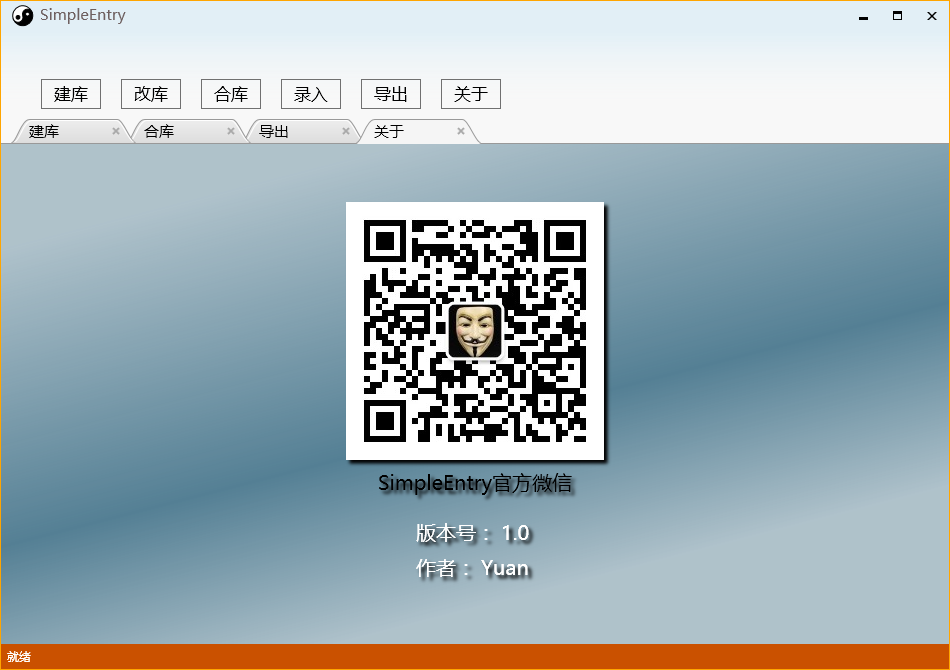 SimpleEntry
建库 改库 合库 录入 导出 关于
建库 合库 导出 关于
SimpleEntry官方微信
版本号： 1.0
作者： Yuan
就绪